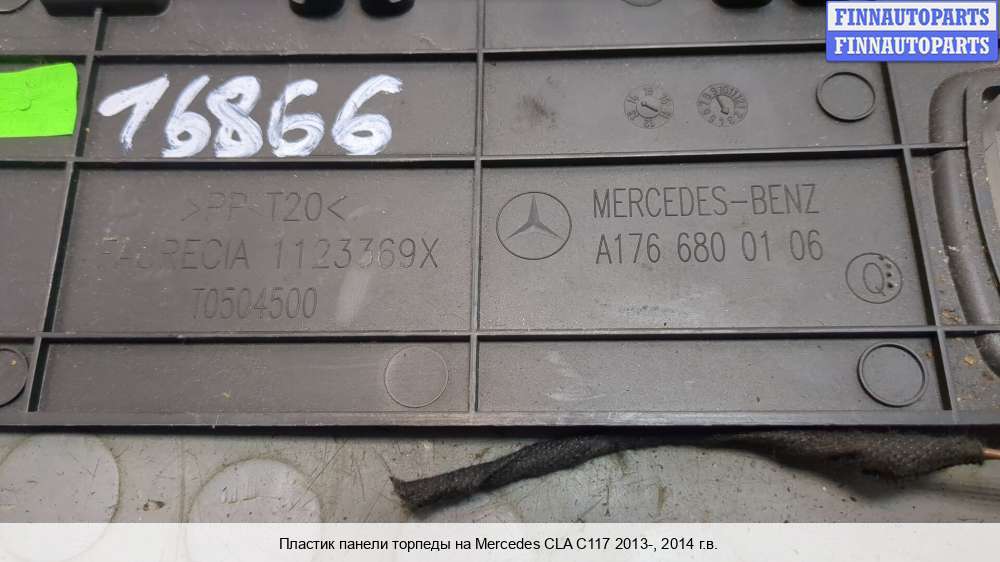 FINNAUTOPARTS
FINNAUTOPARTS
16866
>PP-T20<
FAURECIA 1123369X
T0504500
MERCEDES-BENZ
A176 680 01 06
Q
Пластик панели торпеды на Mercedes CLA C117 2013-, 2014 г.в.